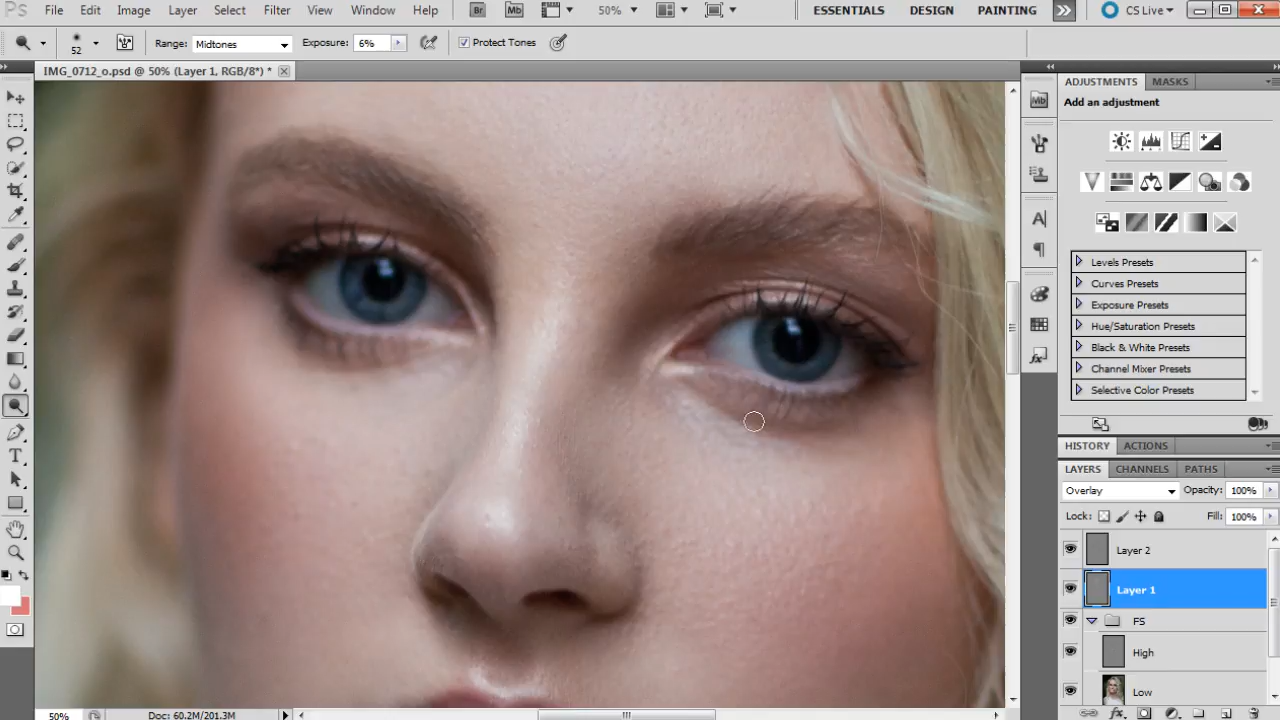 Ps File Edit Image Layer Select Filter View Window Help Br Mb 50% ESSENTIALS DESIGN PAINTING CS Live
52 Range: Midtones Exposure: 6% Protect Tones
IMG_0712_o.psd @ 50% (Layer 1, RGB/8*) *
ADJUSTMENTS MASKS
Add an adjustment
Levels Presets
Curves Presets
Exposure Presets
Hue/Saturation Presets
Black & White Presets
Channel Mixer Presets
Selective Color Presets
HISTORY ACTIONS
LAYERS CHANNELS PATHS
Overlay Opacity: 100%
Lock: Fill: 100%
Layer 2
Layer 1
FS
High
Low
50% Doc: 60.2M/201.3M